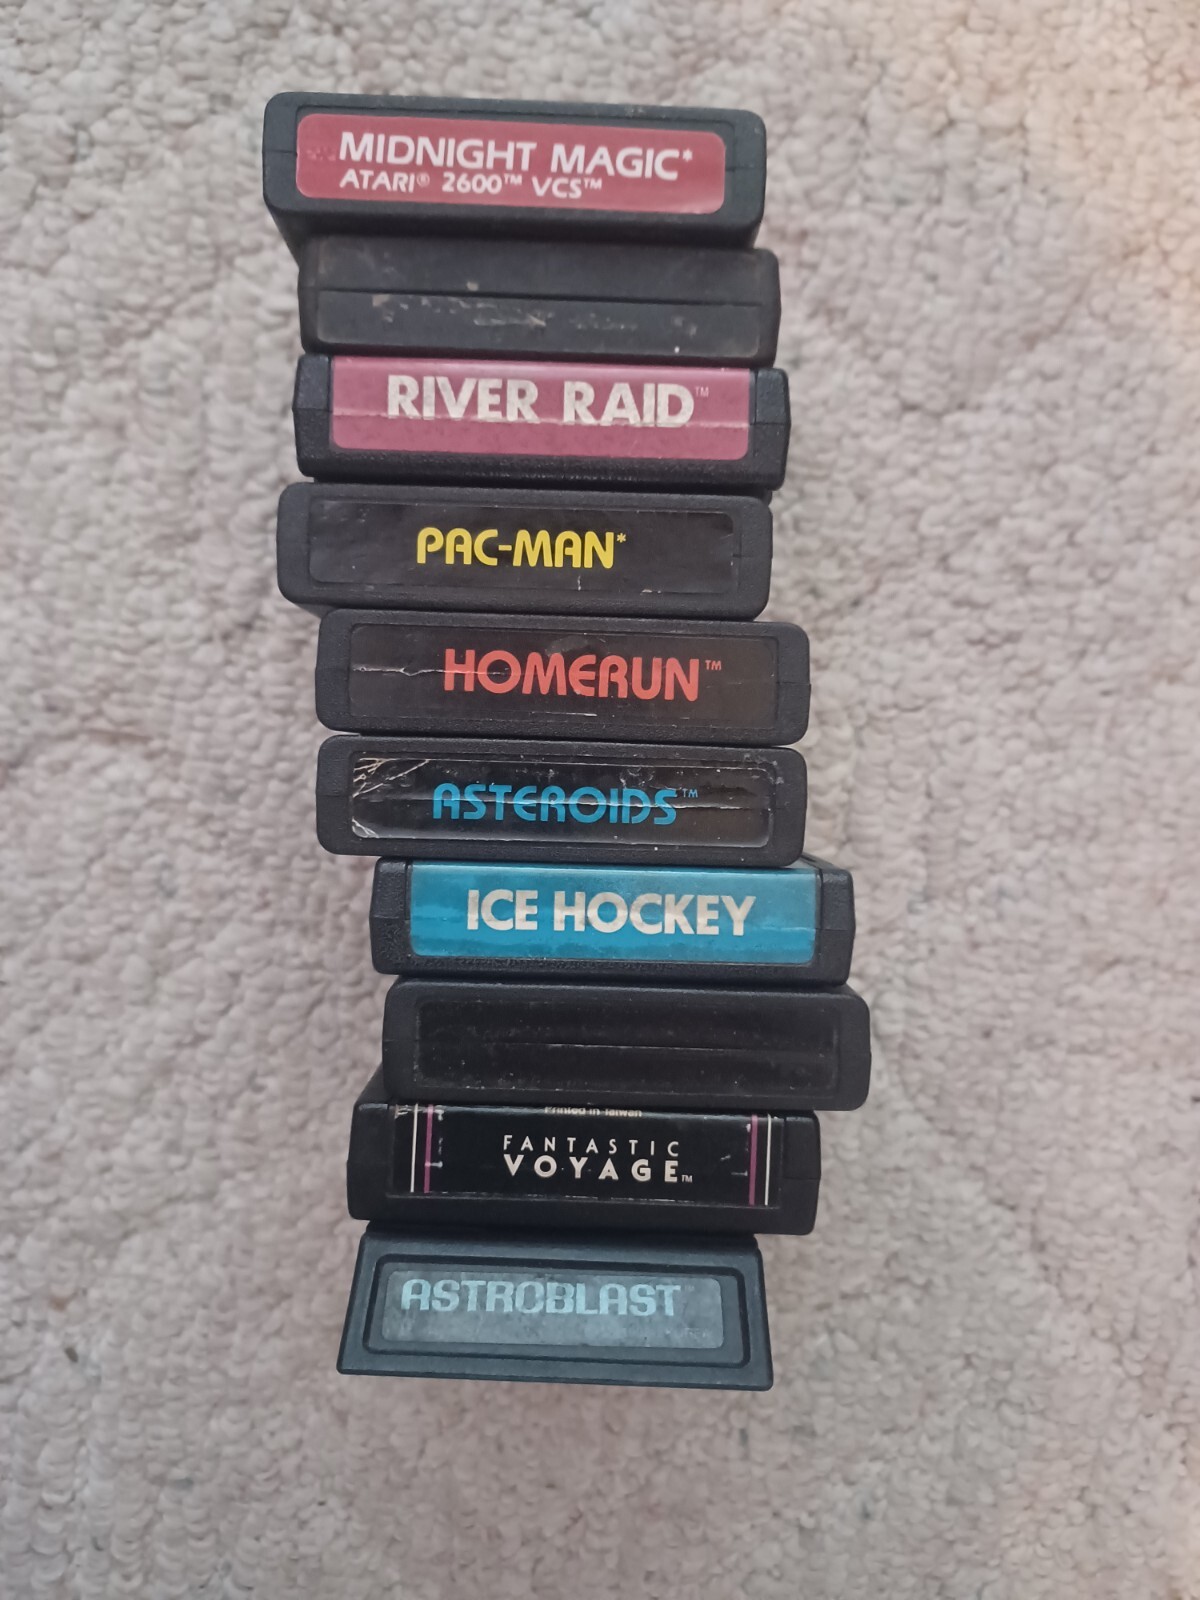 MIDNIGHT MAGIC*
ATARI® 2600™ VCS™
RIVER RAID™
PAC-MAN*
HOMERUN™
ASTEROIDS™
ICE HOCKEY
Printed in Taiwan
FANTASTIC
VOYAGE™
ASTROBLAST